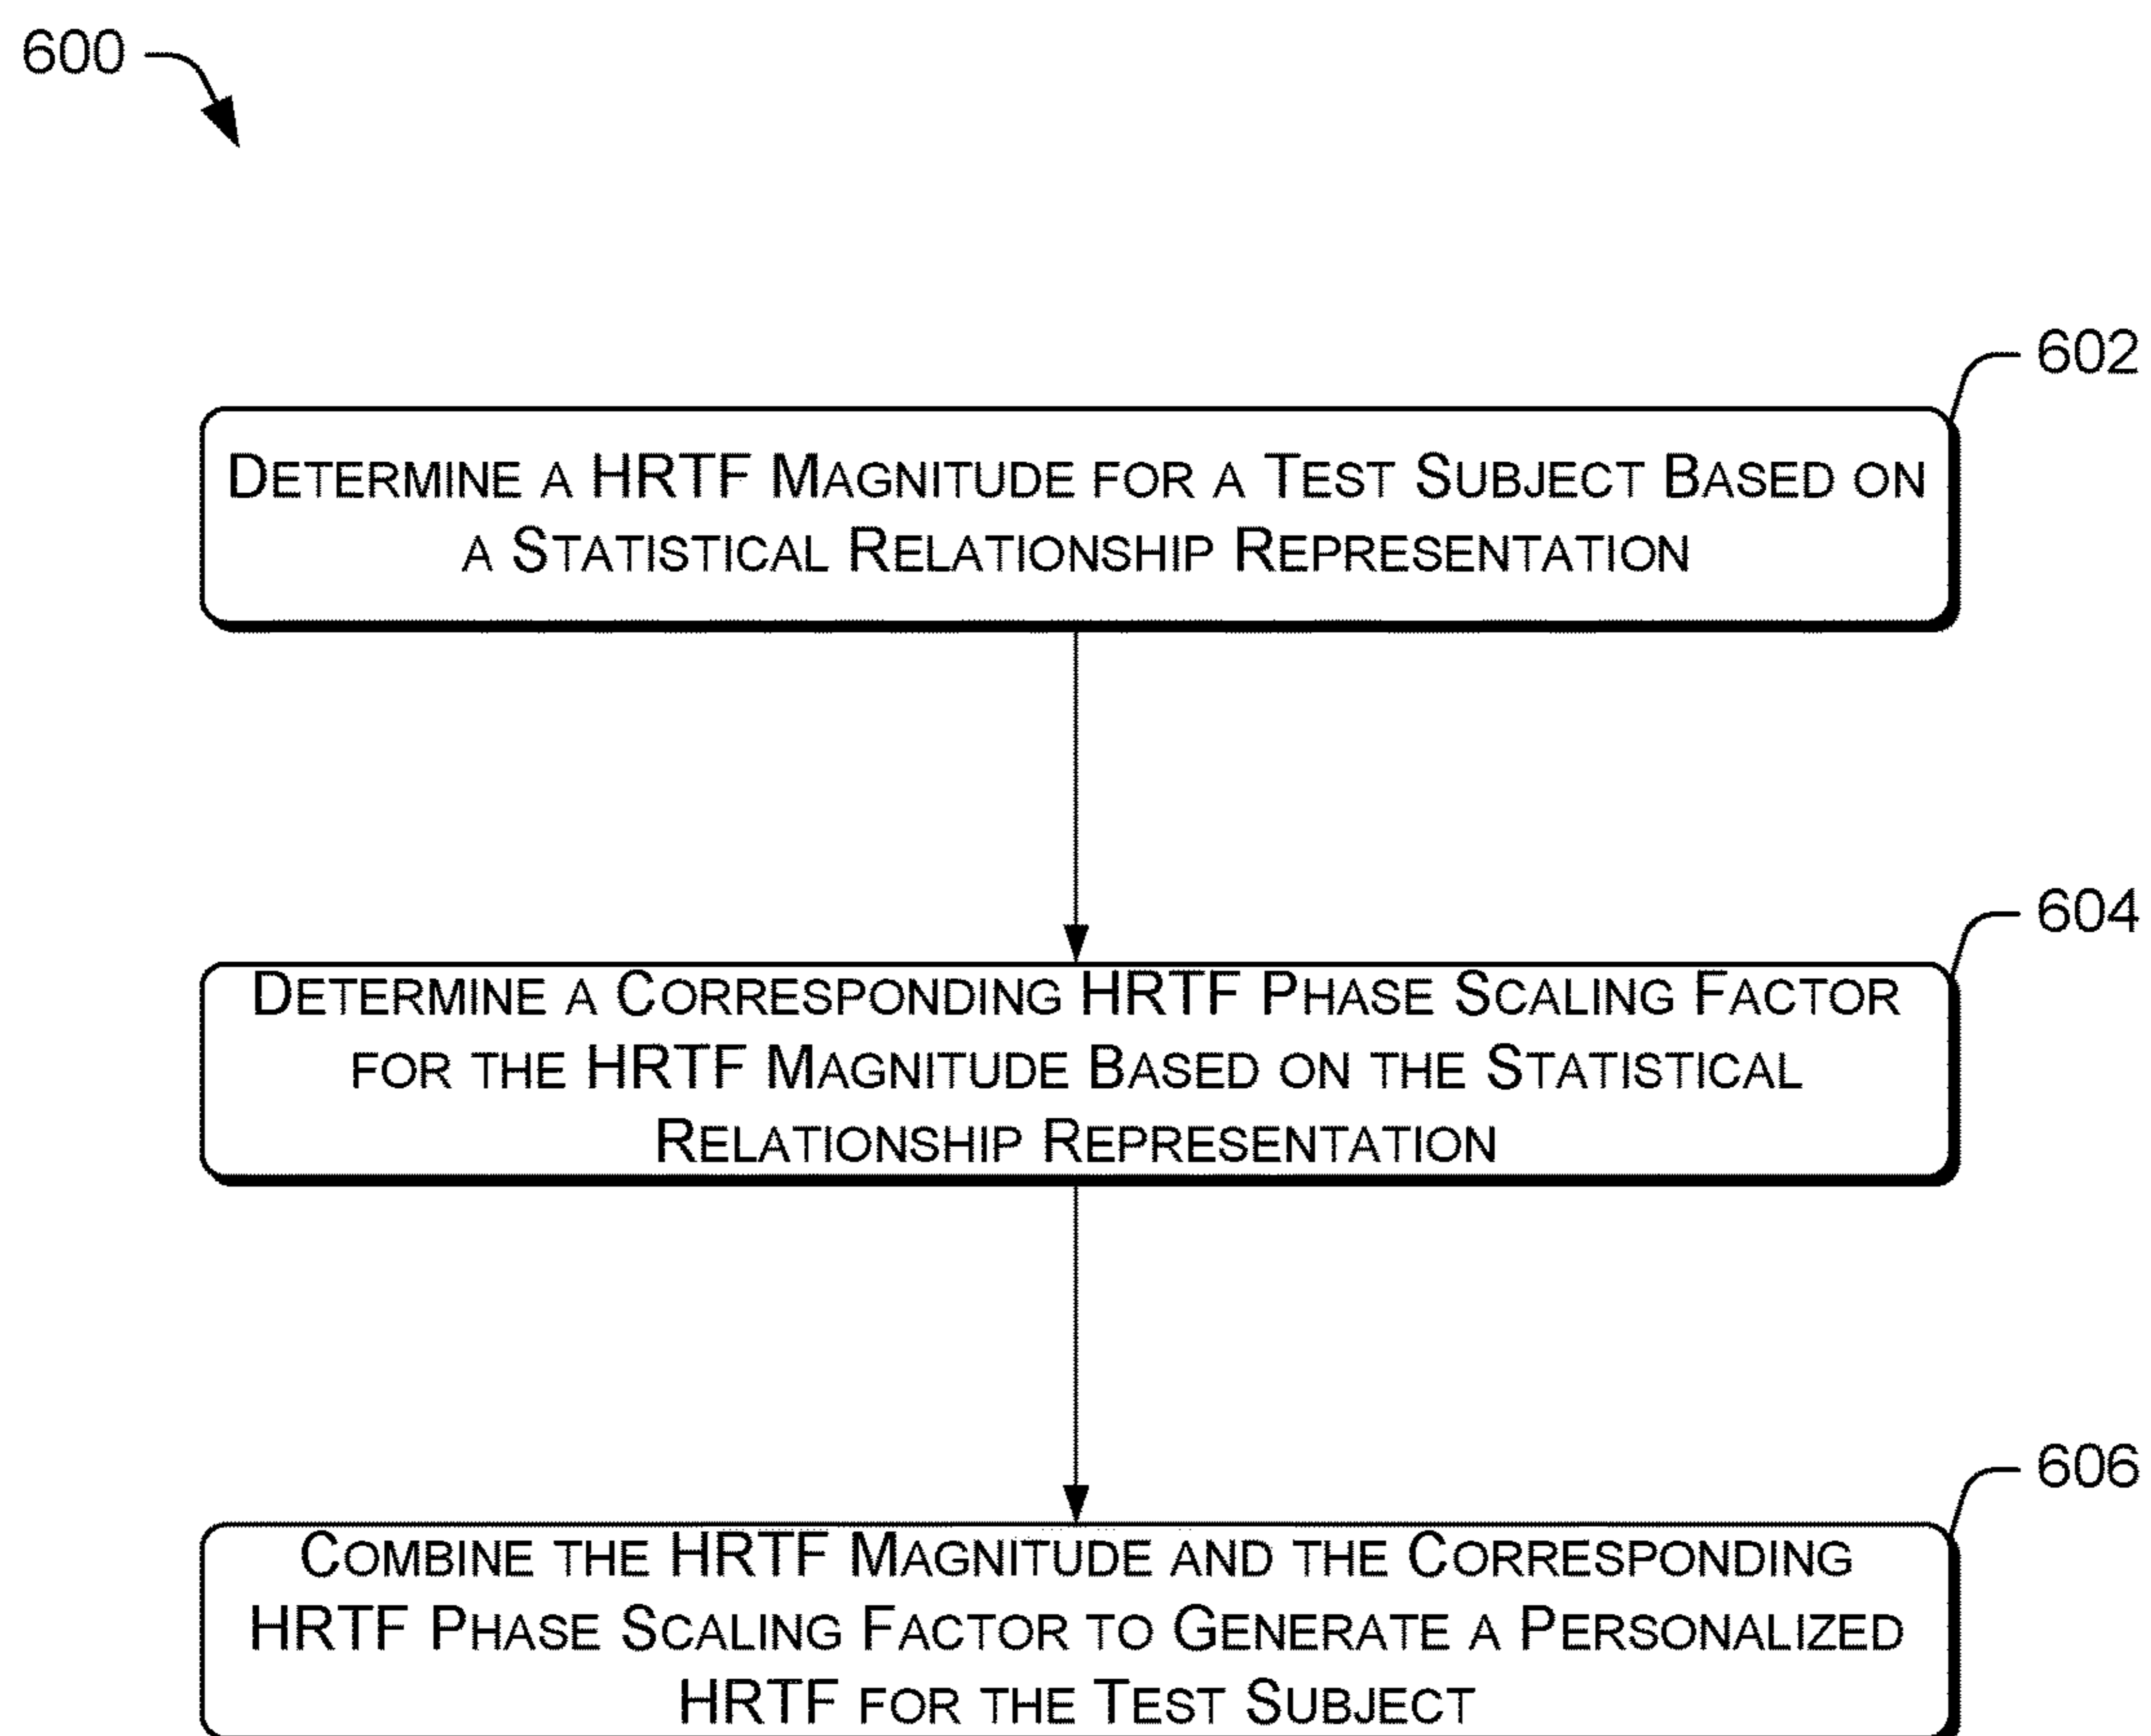 600
602
DETERMINE A HRTF MAGNITUDE FOR A TEST SUBJECT BASED ON
A STATISTICAL RELATIONSHIP REPRESENTATION
604
DETERMINE A CORRESPONDING HRTF PHASE SCALING FACTOR
FOR THE HRTF MAGNITUDE BASED ON THE STATISTICAL
RELATIONSHIP REPRESENTATION
606
COMBINE THE HRTF MAGNITUDE AND THE CORRESPONDING
HRTF PHASE SCALING FACTOR TO GENERATE A PERSONALIZED
HRTF FOR THE TEST SUBJECT